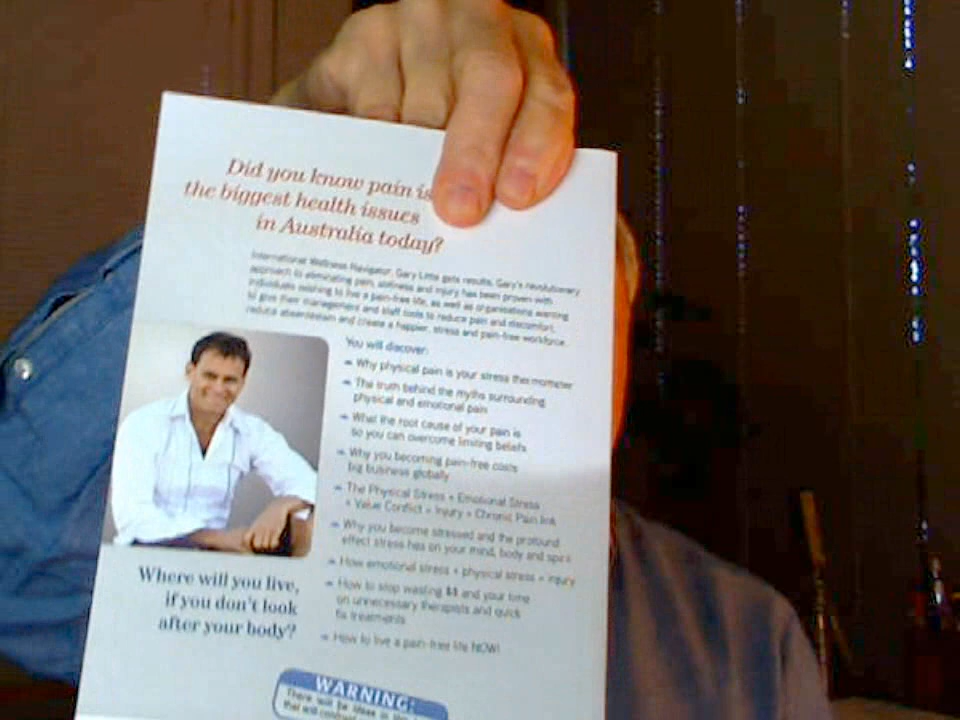 Did you know pain is
the biggest health issues
in Australia today?
International Wellness Navigator, Gary Little gets results. Gary's revolutionary
approach to eliminating pain, stiffness and injury has been proven with
individuals wishing to live a pain-free life, as well as organisations wanting
to give their management and staff tools to reduce pain and discomfort,
reduce absenteeism and create a happier, stress and pain-free workforce.
You will discover:
Why physical pain is your stress thermometer
The truth behind the myths surrounding
physical and emotional pain
What the root cause of your pain is
so you can overcome limiting beliefs
Why you becoming pain-free costs
big business globally
The Physical Stress + Emotional Stress
+ Value Conflict = Injury + Chronic Pain link
Why you become stressed and the profound
effect stress has on your mind, body and spirit
How emotional stress + physical stress = injury
How to stop wasting $$ and your time
on unnecessary therapists and quick
fix treatments
How to live a pain-free life NOW!
Where will you live,
if you don't look
after your body?
WARNING:
There will be ideas in this
that will